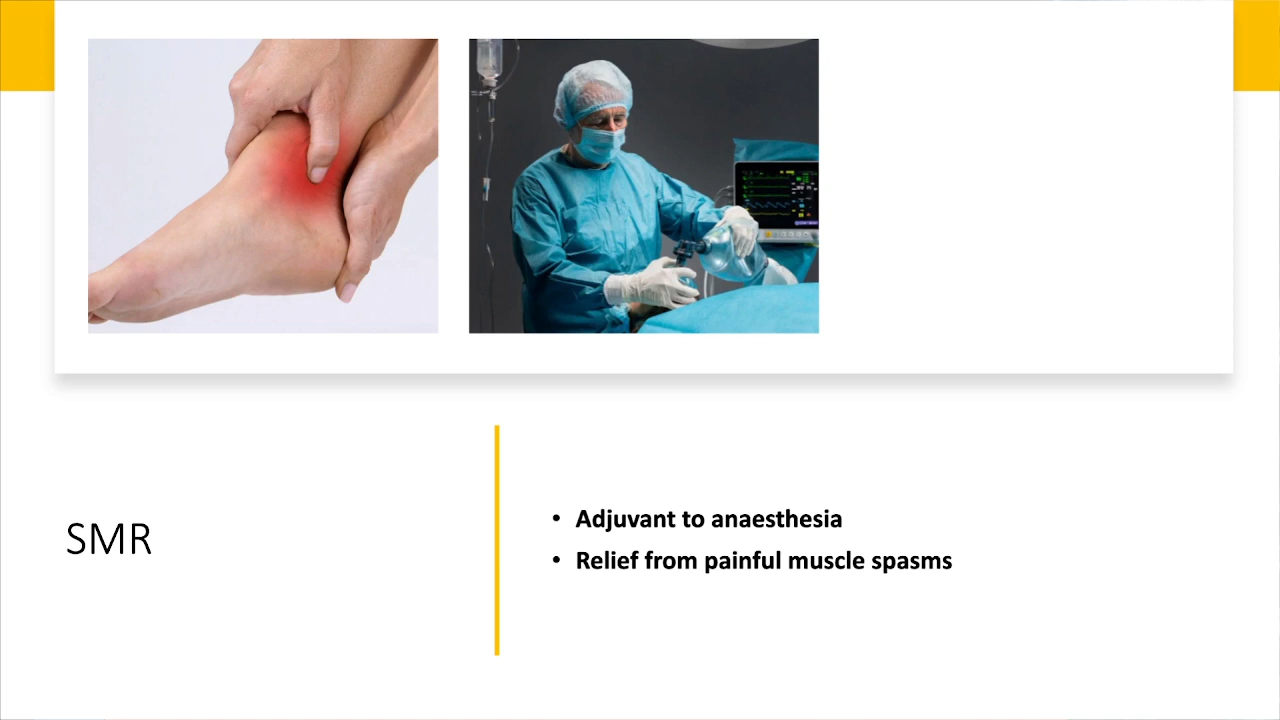 SMR
• Adjuvant to anaesthesia
• Relief from painful muscle spasms